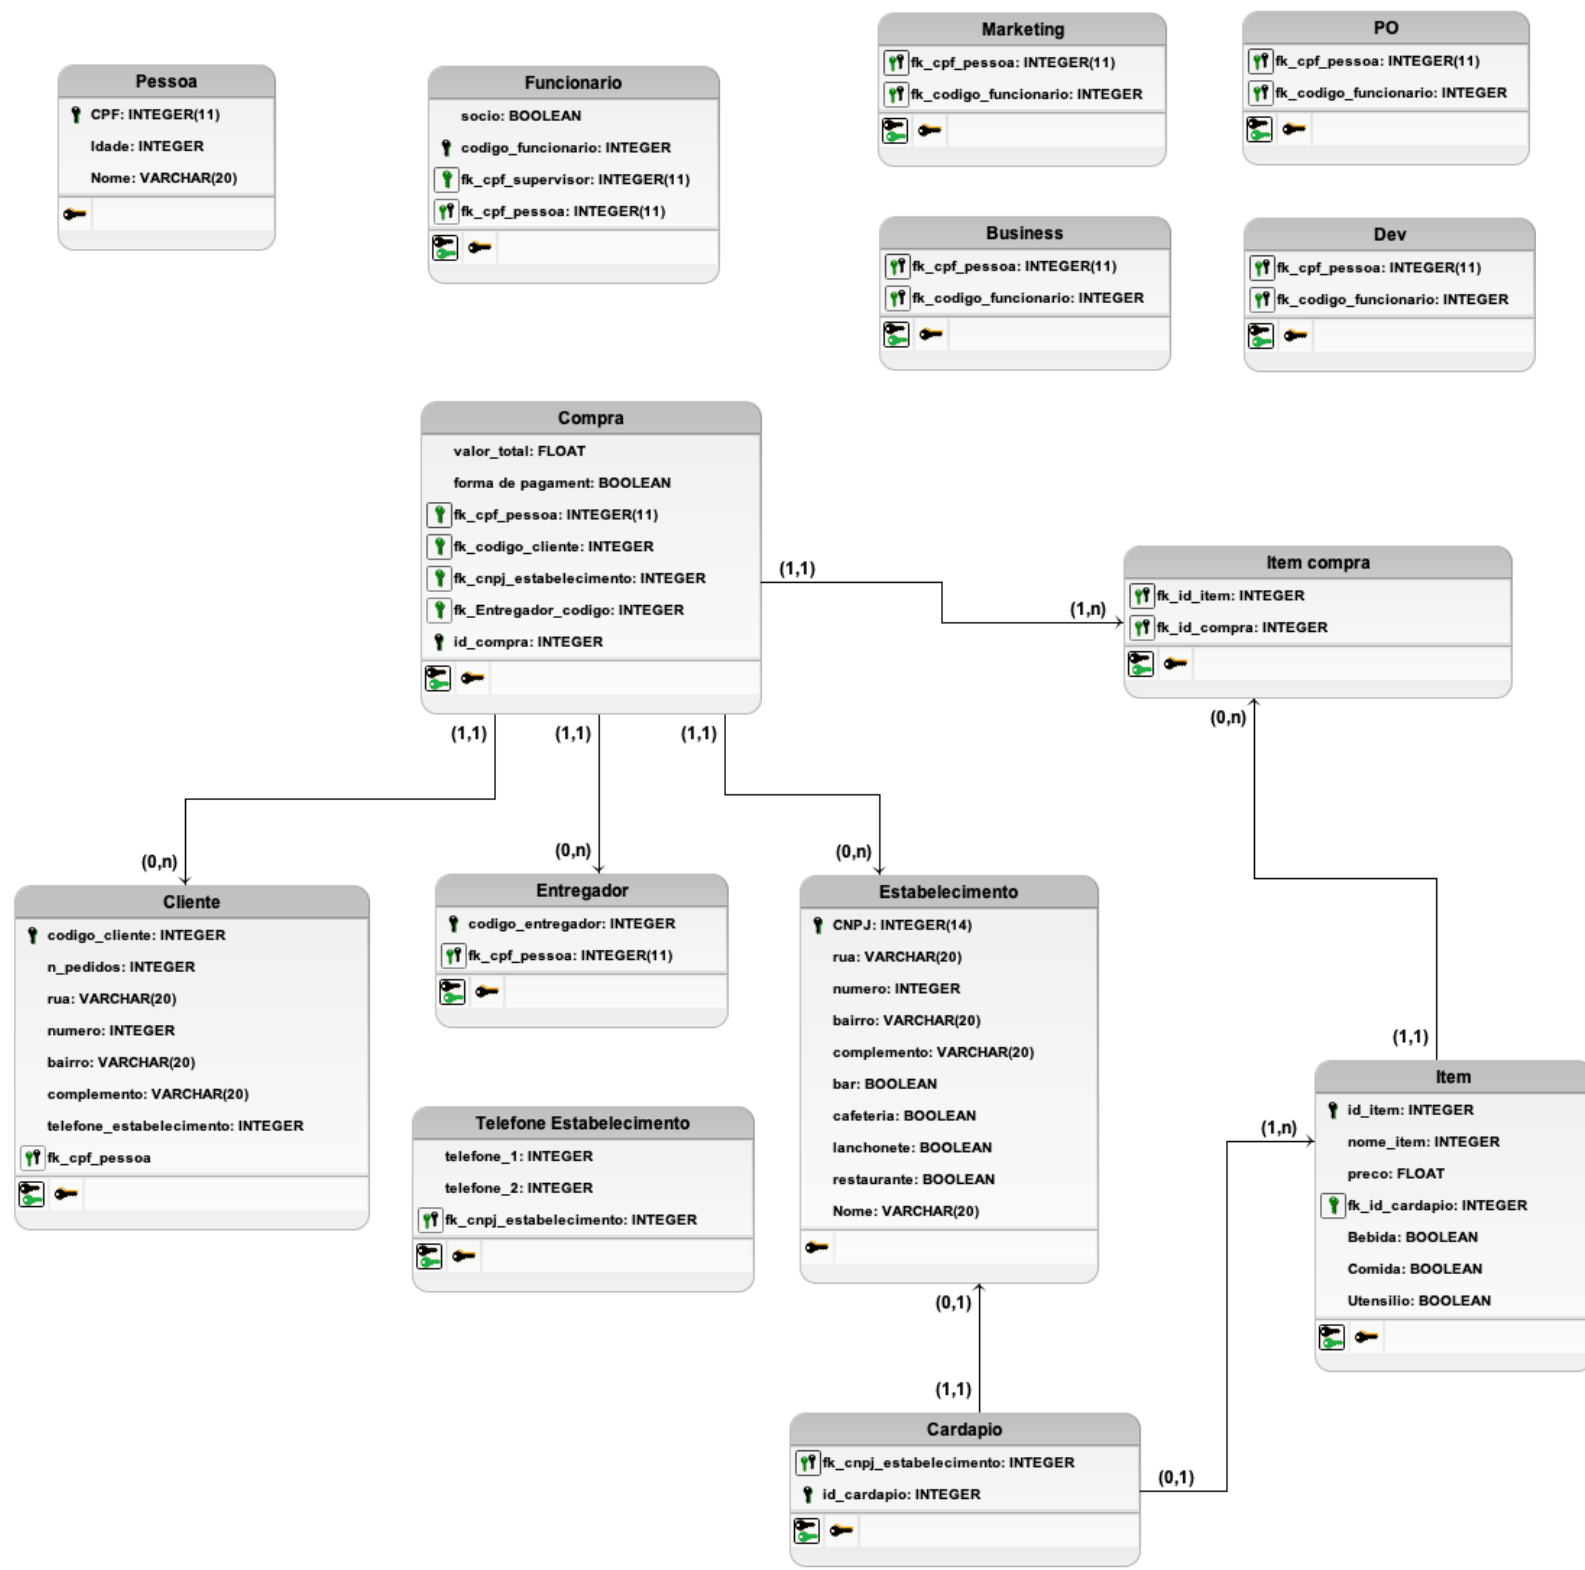 Pessoa
CPF: INTEGER(11)
Idade: INTEGER
Nome: VARCHAR(20)
Funcionario
socio: BOOLEAN
codigo_funcionario: INTEGER
fk_cpf_supervisor: INTEGER(11)
fk_cpf_pessoa: INTEGER(11)
Marketing
fk_cpf_pessoa: INTEGER(11)
fk_codigo_funcionario: INTEGER
PO
fk_cpf_pessoa: INTEGER(11)
fk_codigo_funcionario: INTEGER
Business
fk_cpf_pessoa: INTEGER(11)
fk_codigo_funcionario: INTEGER
Dev
fk_cpf_pessoa: INTEGER(11)
fk_codigo_funcionario: INTEGER
Compra
valor_total: FLOAT
forma de pagament: BOOLEAN
fk_cpf_pessoa: INTEGER(11)
fk_codigo_cliente: INTEGER
fk_cnpj_estabelecimento: INTEGER
fk_Entregador_codigo: INTEGER
id_compra: INTEGER
(1,1)
(1,n)
Item compra
fk_id_item: INTEGER
fk_id_compra: INTEGER
(0,n)
(1,1)
(1,1)
(1,1)
(0,n)
(0,n)
(0,n)
Cliente
codigo_cliente: INTEGER
n_pedidos: INTEGER
rua: VARCHAR(20)
numero: INTEGER
bairro: VARCHAR(20)
complemento: VARCHAR(20)
telefone_estabelecimento: INTEGER
fk_cpf_pessoa
Entregador
codigo_entregador: INTEGER
fk_cpf_pessoa: INTEGER(11)
Estabelecimento
CNPJ: INTEGER(14)
rua: VARCHAR(20)
numero: INTEGER
bairro: VARCHAR(20)
complemento: VARCHAR(20)
bar: BOOLEAN
cafeteria: BOOLEAN
lanchonete: BOOLEAN
restaurante: BOOLEAN
Nome: VARCHAR(20)
Telefone Estabelecimento
telefone_1: INTEGER
telefone_2: INTEGER
fk_cnpj_estabelecimento: INTEGER
(1,1)
Item
id_item: INTEGER
nome_item: INTEGER
preco: FLOAT
fk_id_cardapio: INTEGER
Bebida: BOOLEAN
Comida: BOOLEAN
Utensilio: BOOLEAN
(1,n)
(0,1)
(1,1)
Cardapio
fk_cnpj_estabelecimento: INTEGER
id_cardapio: INTEGER
(0,1)